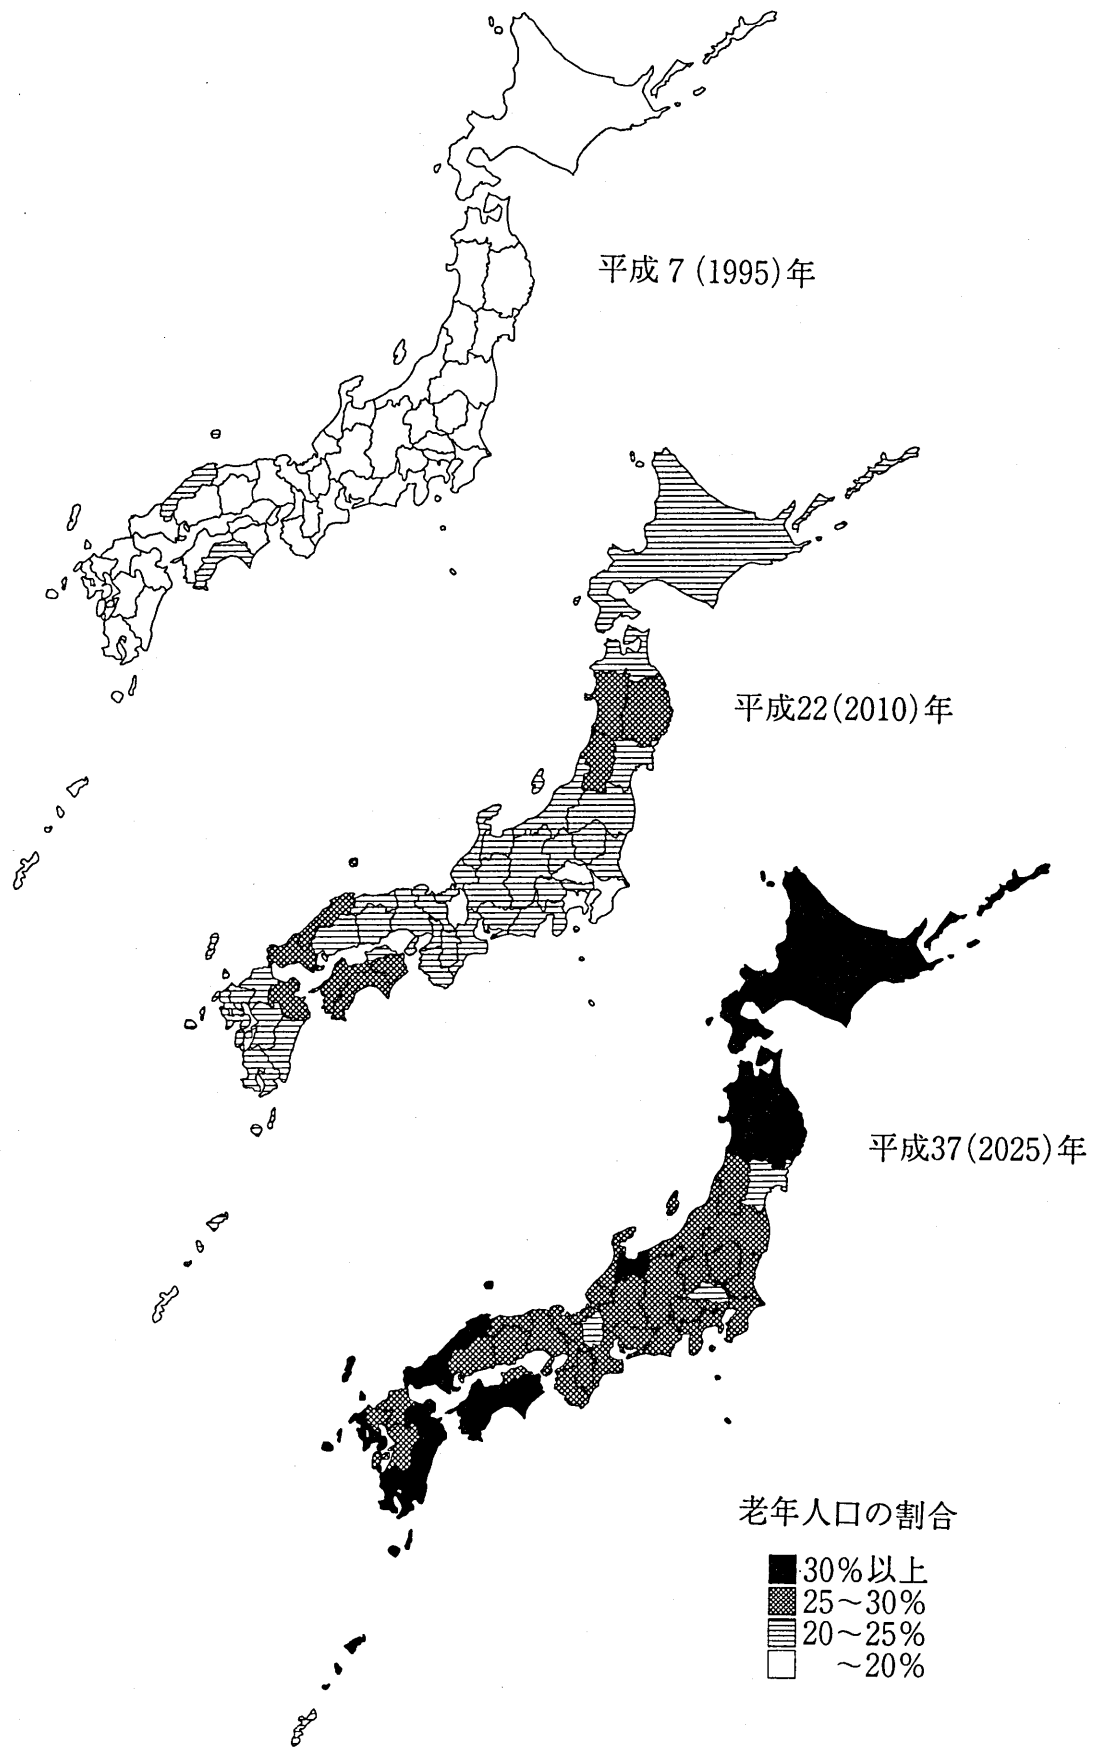 平成7(1995)年
平成22(2010)年
平成37(2025)年
老年人口の割合
30%以上
25～30%
20～25%
～20%